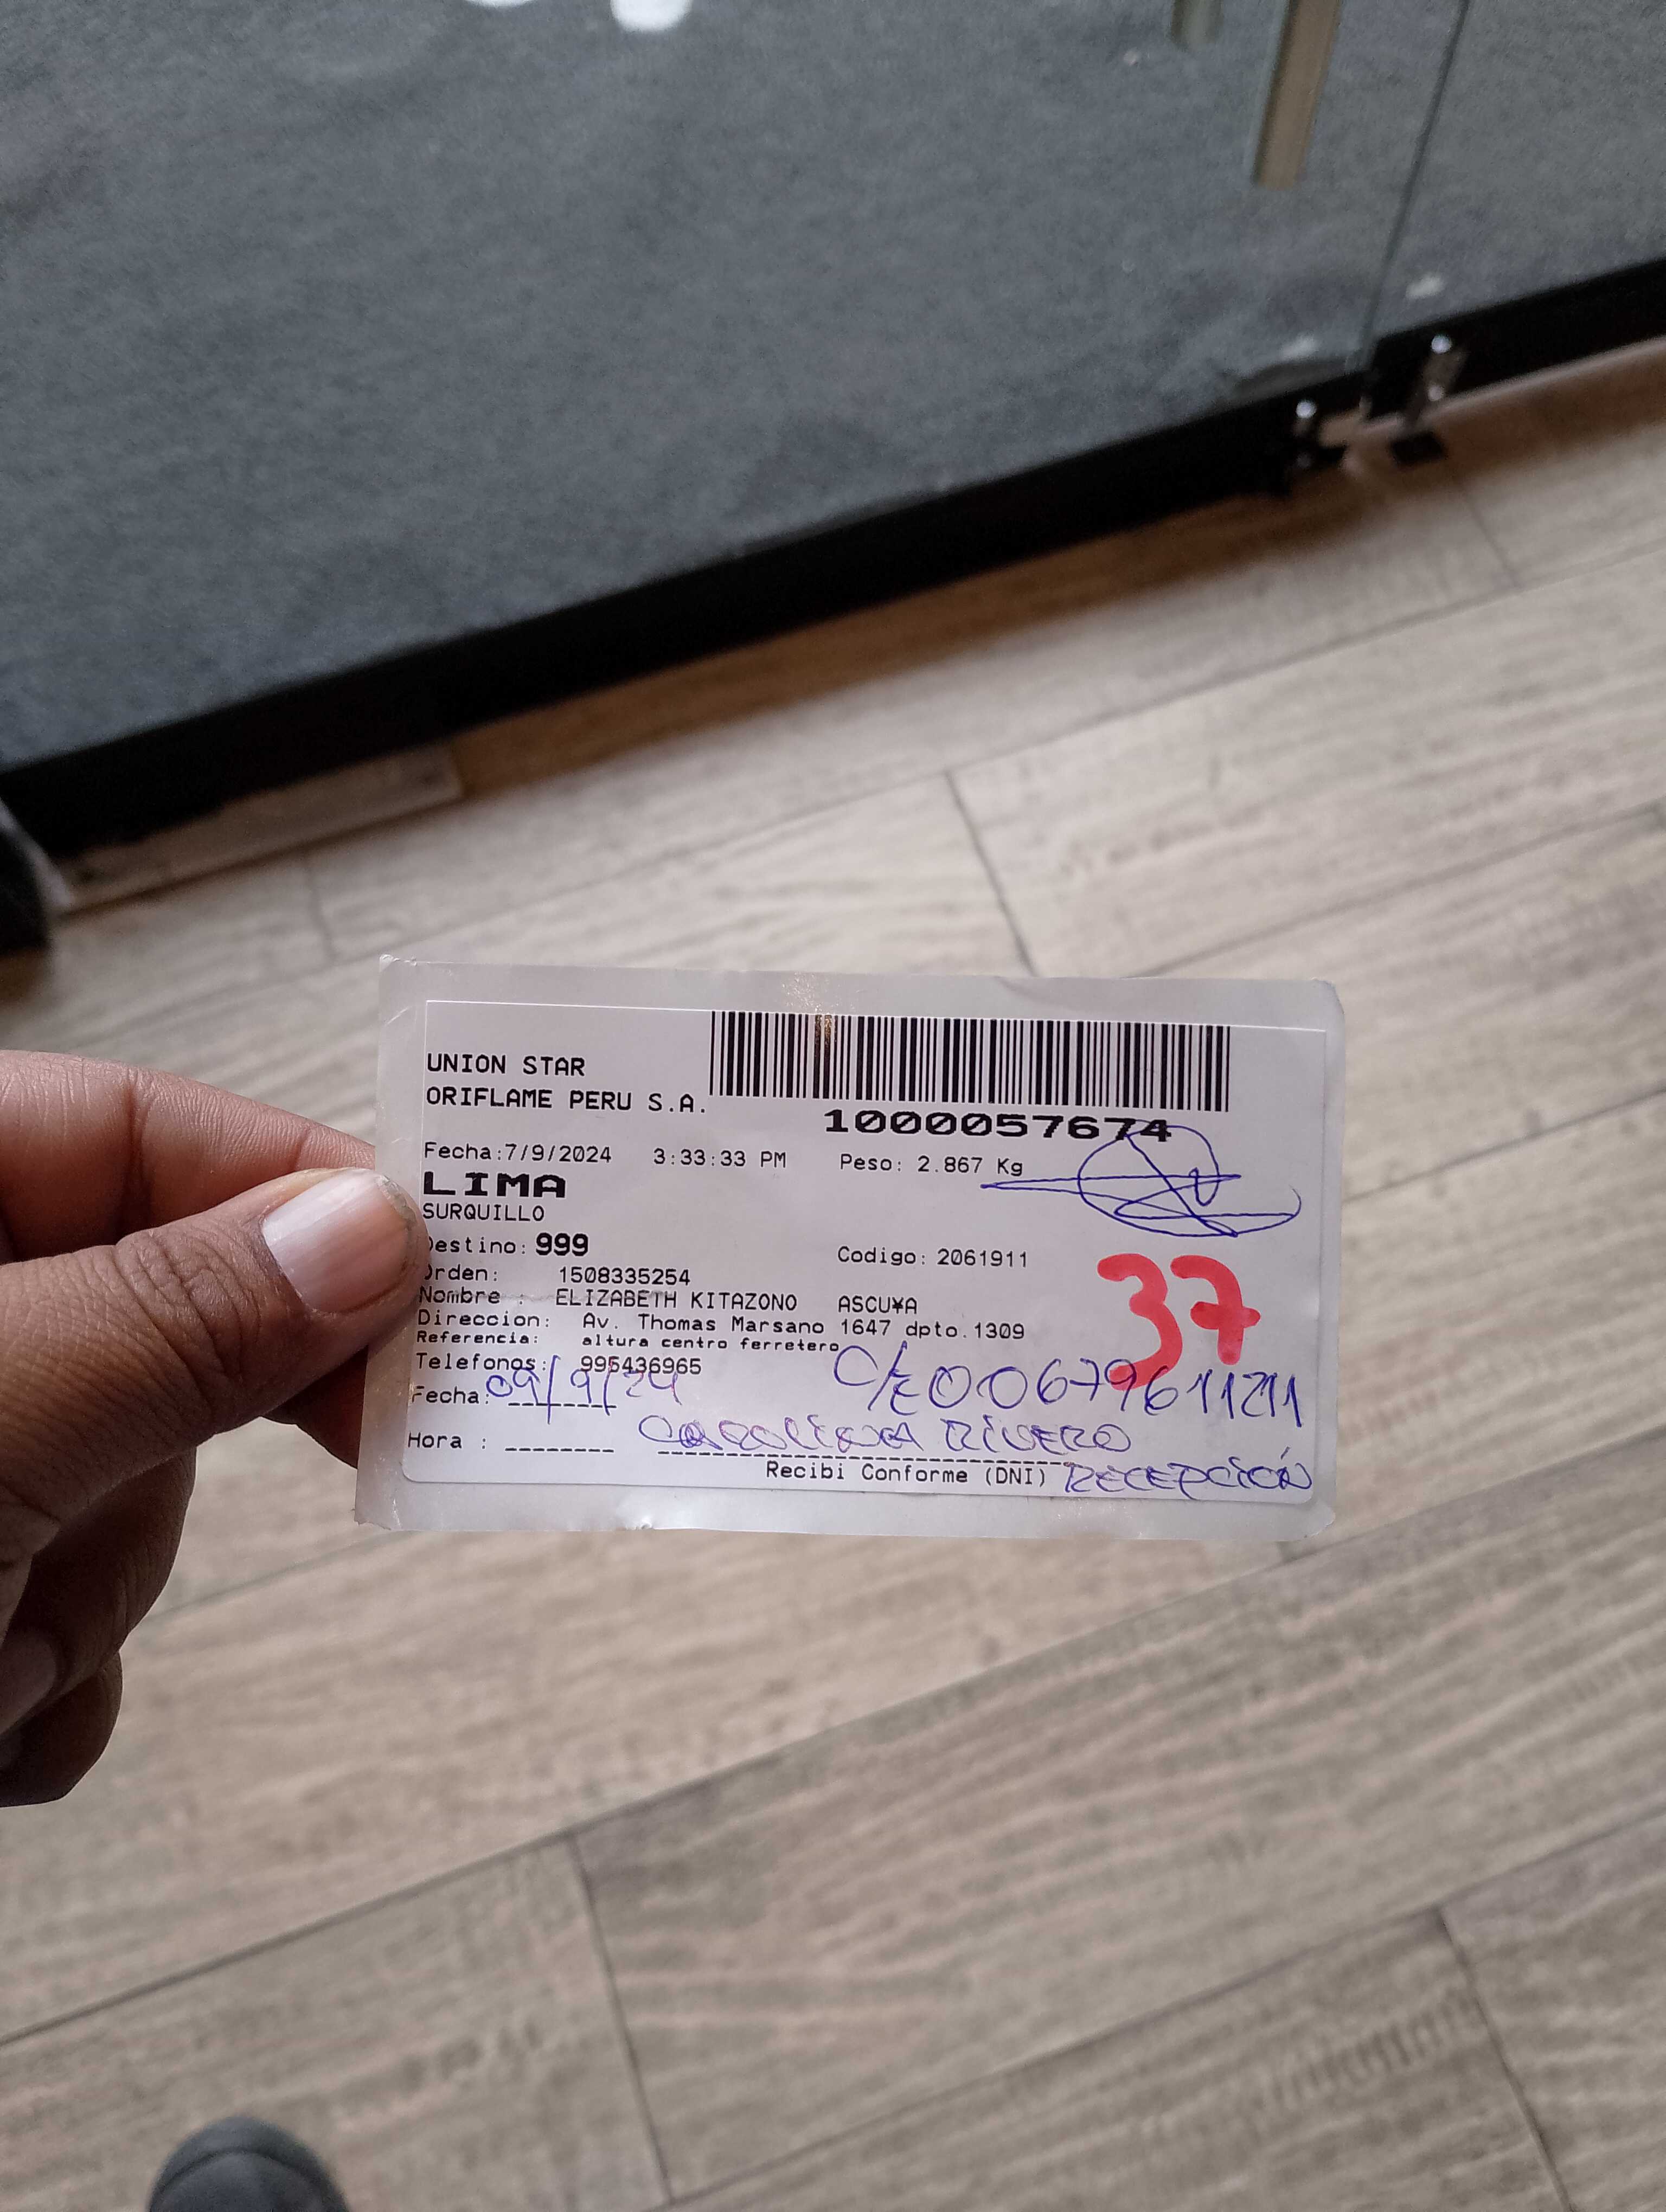 UNION STAR
ORIFLAME PERU S.A.
1000057674
Fecha:7/9/2024 3:33:33 PM Peso: 2.867 Kg
LIMA
SURQUILLO
Destino: 999 Codigo: 2061911
37
Orden: 1508335254
Nombre : ELIZABETH KITAZONO ASCU¥A
Direccion: Av. Thomas Marsano 1647 dpto.1309
Referencia: altura centro ferretero
Telefonos: 995436965
Fecha: 09/9/24
Hora : CAROLINA RIVERO
Recibi Conforme (DNI) RECEPCIÓN